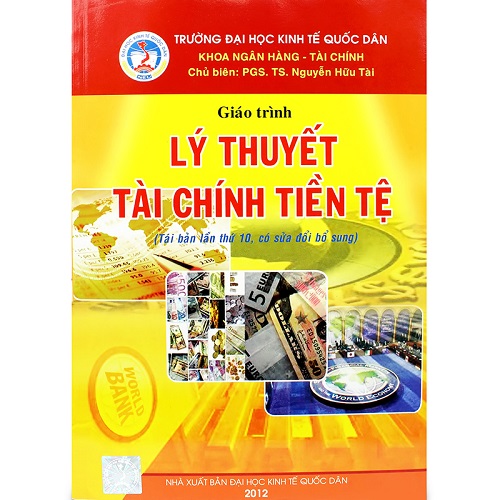 TRƯỜNG ĐẠI HỌC KINH TẾ QUỐC DÂN
KHOA NGÂN HÀNG - TÀI CHÍNH
Chủ biên: PGS. TS. Nguyễn Hữu Tài
Giáo trình
LÝ THUYẾT
TÀI CHÍNH TIỀN TỆ
(Tái bản lần thứ 10, có sửa đổi bổ sung)
WORLD
BANK
NHÀ XUẤT BẢN ĐẠI HỌC KINH TẾ QUỐC DÂN
2012